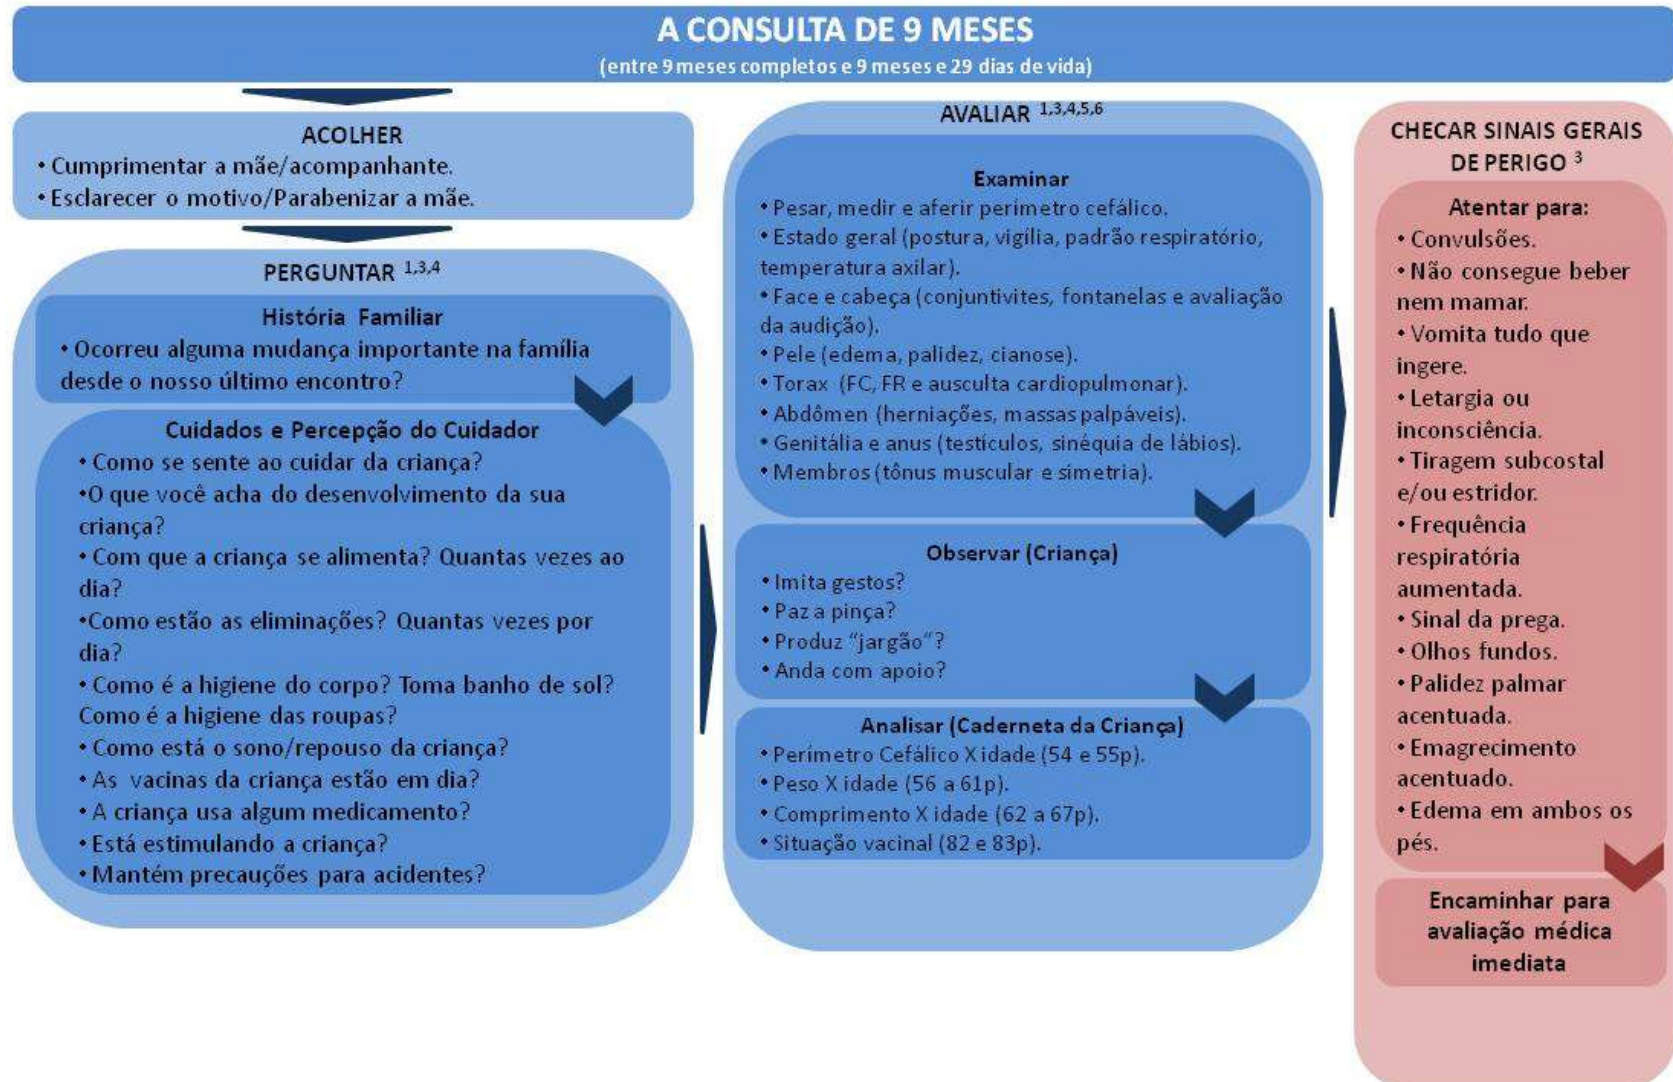 A CONSULTA DE 9 MESES
(entre 9 meses completos e 9 meses e 29 dias de vida)
ACOLHER
• Cumprimentar a mãe/acompanhante.
• Esclarecer o motivo/Parabenizar a mãe.
PERGUNTAR 1,3,4
História Familiar
• Ocorreu alguma mudança importante na família
desde o nosso último encontro?
Cuidados e Percepção do Cuidador
• Como se sente ao cuidar da criança?
•O que você acha do desenvolvimento da sua
criança?
• Com que a criança se alimenta? Quantas vezes ao
dia?
•Como estão as eliminações? Quantas vezes por
dia?
• Como é a higiene do corpo? Toma banho de sol?
Como é a higiene das roupas?
• Como está o sono/repouso da criança?
• As vacinas da criança estão em dia?
• A criança usa algum medicamento?
• Está estimulando a criança?
• Mantém precauções para acidentes?
AVALIAR 1,3,4,5,6
Examinar
• Pesar, medir e aferir perímetro cefálico.
• Estado geral (postura, vigília, padrão respiratório,
temperatura axilar).
• Face e cabeça (conjuntivites, fontanelas e avaliação
da audição).
• Pele (edema, palidez, cianose).
• Torax (FC, FR e ausculta cardiopulmonar).
• Abdômen (herniações, massas palpáveis).
• Genitália e anus (testículos, sinéquia de lábios).
• Membros (tônus muscular e simetria).
Observar (Criança)
• Imita gestos?
• Paz a pinça?
• Produz “jargão”?
• Anda com apoio?
Analisar (Caderneta da Criança)
• Perímetro Cefálico X idade (54 e 55p).
• Peso X idade (56 a 61p).
• Comprimento X idade (62 a 67p).
• Situação vacinal (82 e 83p).
CHECAR SINAIS GERAIS
DE PERIGO 3
Atentar para:
• Convulsões.
• Não consegue beber
nem mamar.
• Vomita tudo que
ingere.
• Letargia ou
inconsciência.
• Tiragem subcostal
e/ou estridor.
• Frequência
respiratória
aumentada.
• Sinal da prega.
• Olhos fundos.
• Palidez palmar
acentuada.
• Emagrecimento
acentuado.
• Edema em ambos os
pés.
Encaminhar para
avaliação médica
imediata